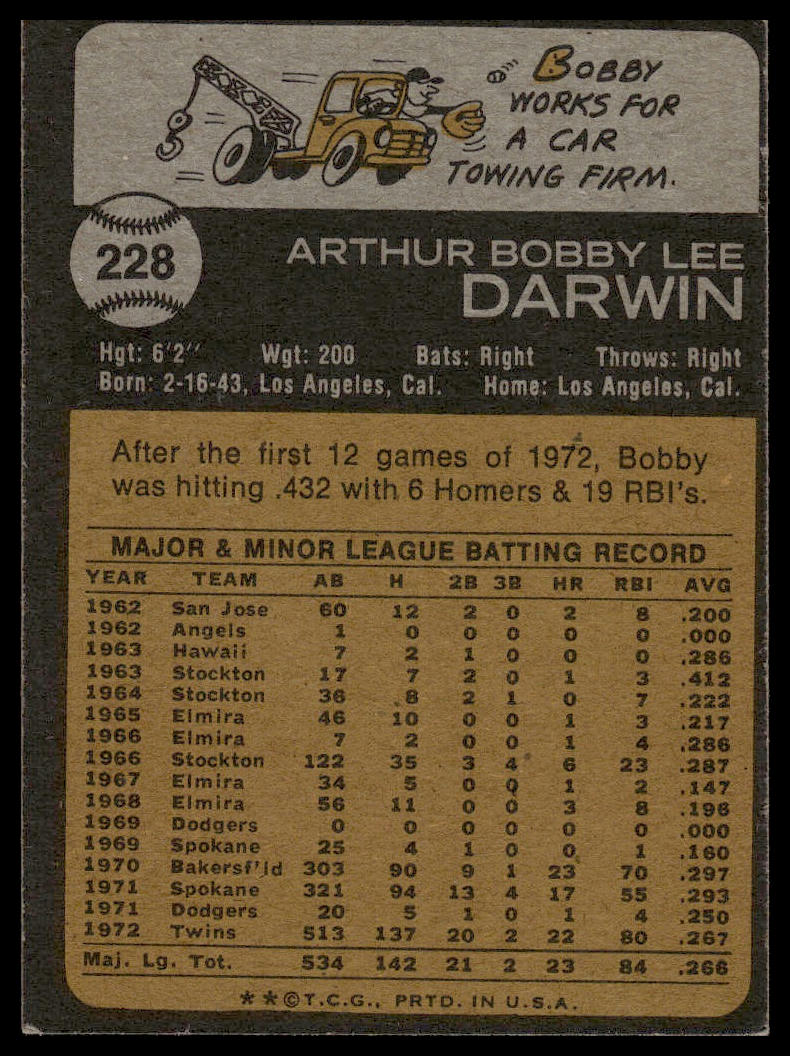 BOBBY
WORKS FOR
A CAR
TOWING FIRM.
228
ARTHUR BOBBY LEE
DARWIN
Hgt: 6'2" Wgt: 200 Bats: Right Throws: Right
Born: 2-16-43, Los Angeles, Cal. Home: Los Angeles, Cal.
After the first 12 games of 1972, Bobby
was hitting .432 with 6 Homers & 19 RBI's.
MAJOR & MINOR LEAGUE BATTING RECORD
YEAR TEAM AB H 2B 3B HR RBI AVG
1962 San Jose 60 12 2 0 2 8 .200
1962 Angels 1 0 0 0 0 0 .000
1963 Hawaii 7 2 1 0 0 0 .286
1963 Stockton 17 7 2 0 1 3 .412
1964 Stockton 36 8 2 1 0 7 .222
1965 Elmira 46 10 0 0 1 3 .217
1966 Elmira 7 2 0 0 1 4 .286
1966 Stockton 122 35 3 4 6 23 .287
1967 Elmira 34 5 0 0 1 2 .147
1968 Elmira 56 11 0 0 3 8 .196
1969 Dodgers 0 0 0 0 0 0 .000
1969 Spokane 25 4 1 0 0 1 .160
1970 Bakersf'ld 303 90 9 1 23 70 .297
1971 Spokane 321 94 13 4 17 55 .293
1971 Dodgers 20 5 1 0 1 4 .250
1972 Twins 513 137 20 2 22 80 .267
Maj. Lg. Tot. 534 142 21 2 23 84 .266
**©T.C.G., PRTD. IN U.S.A.